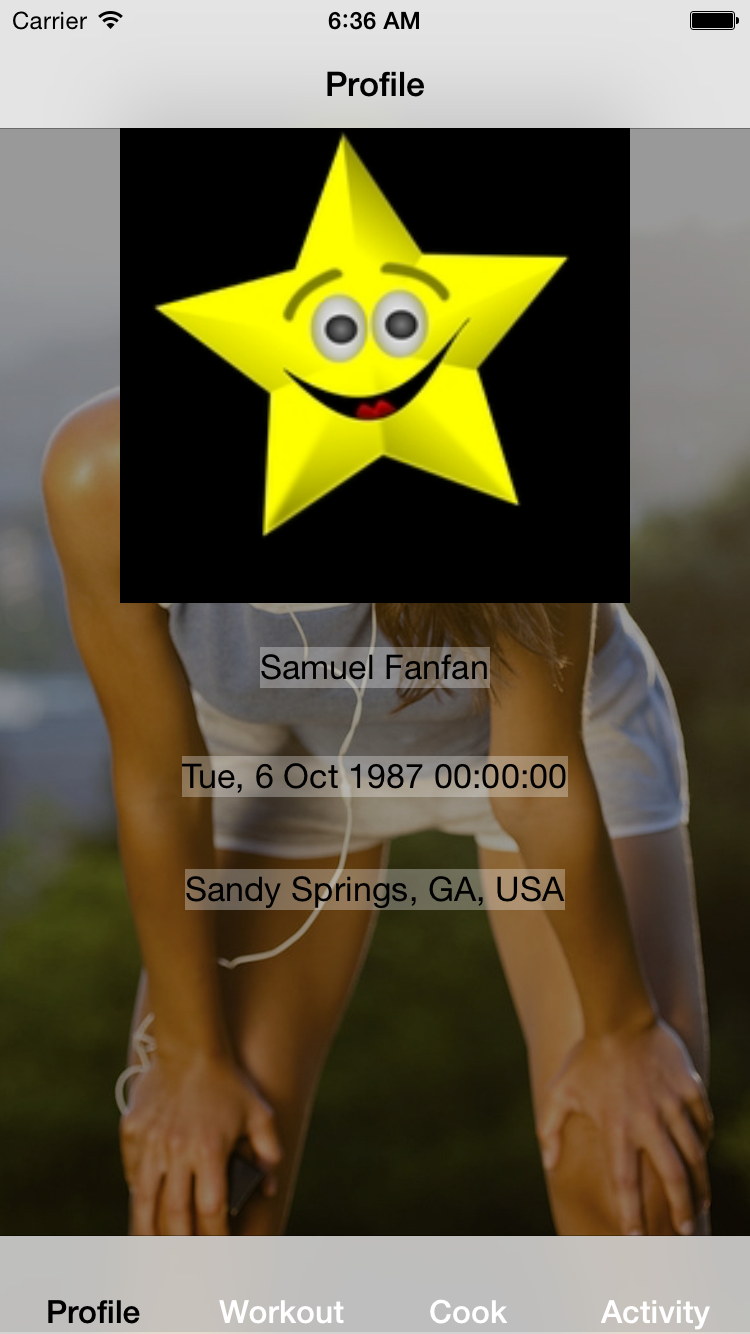 Carrier 6:36 AM
Profile
Samuel Fanfan
Tue, 6 Oct 1987 00:00:00
Sandy Springs, GA, USA
Profile Workout Cook Activity